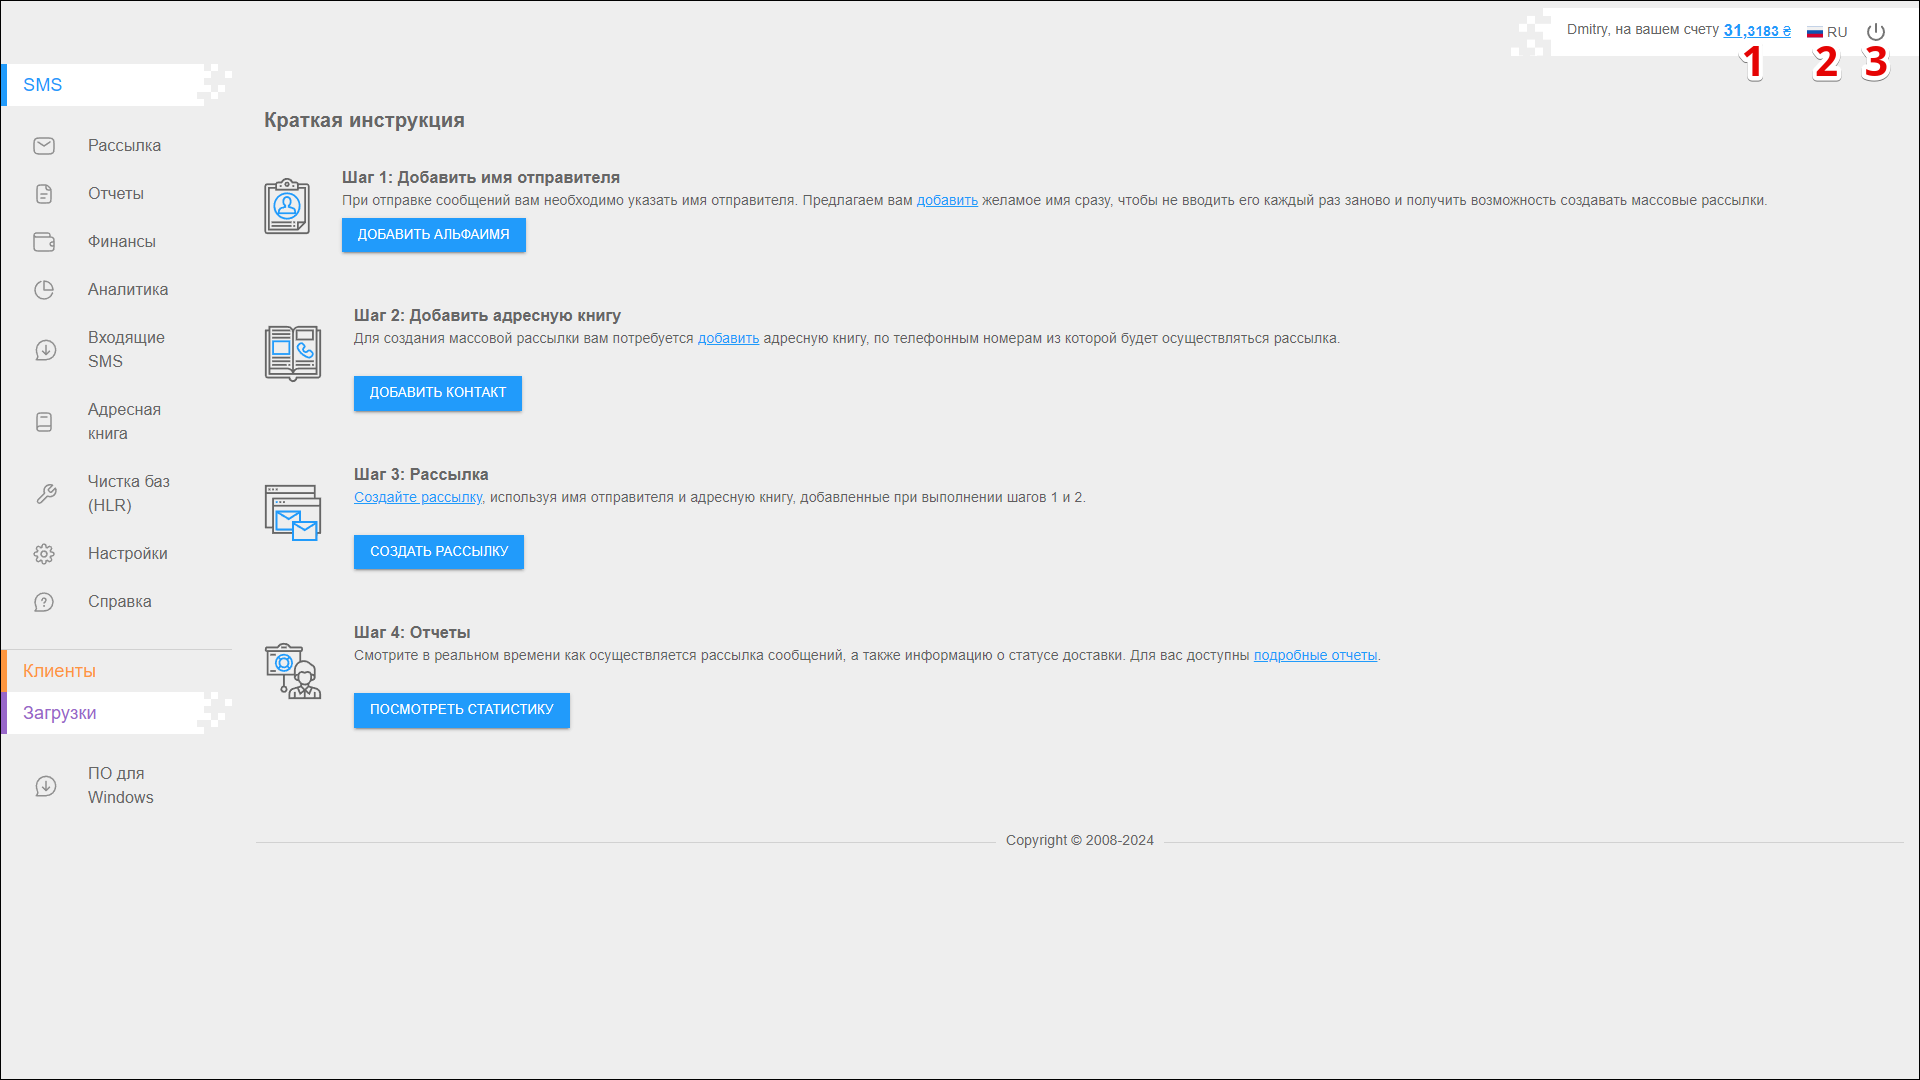 Dmitry, на вашем счету 31,3183 ₴ RU
1 2 3
SMS
Рассылка
Отчеты
Финансы
Аналитика
Входящие
SMS
Адресная
книга
Чистка баз
(HLR)
Настройки
Справка
Клиенты
Загрузки
ПО для
Windows
Краткая инструкция
Шаг 1: Добавить имя отправителя
При отправке сообщений вам необходимо указать имя отправителя. Предлагаем вам добавить желамое имя сразу, чтобы не вводить его каждый раз заново и получить возможность создавать массовые рассылки.
ДОБАВИТЬ АЛЬФАИМЯ
Шаг 2: Добавить адресную книгу
Для создания массовой рассылки вам потребуется добавить адресную книгу, по телефонным номерам из которой будет осуществляться рассылка.
ДОБАВИТЬ КОНТАКТ
Шаг 3: Рассылка
Создайте рассылку, используя имя отправителя и адресную книгу, добавленные при выполнении шагов 1 и 2.
СОЗДАТЬ РАССЫЛКУ
Шаг 4: Отчеты
Смотрите в реальном времени как осуществляется рассылка сообщений, а также информацию о статусе доставки. Для вас доступны подробные отчеты.
ПОСМОТРЕТЬ СТАТИСТИКУ
Copyright © 2008-2024